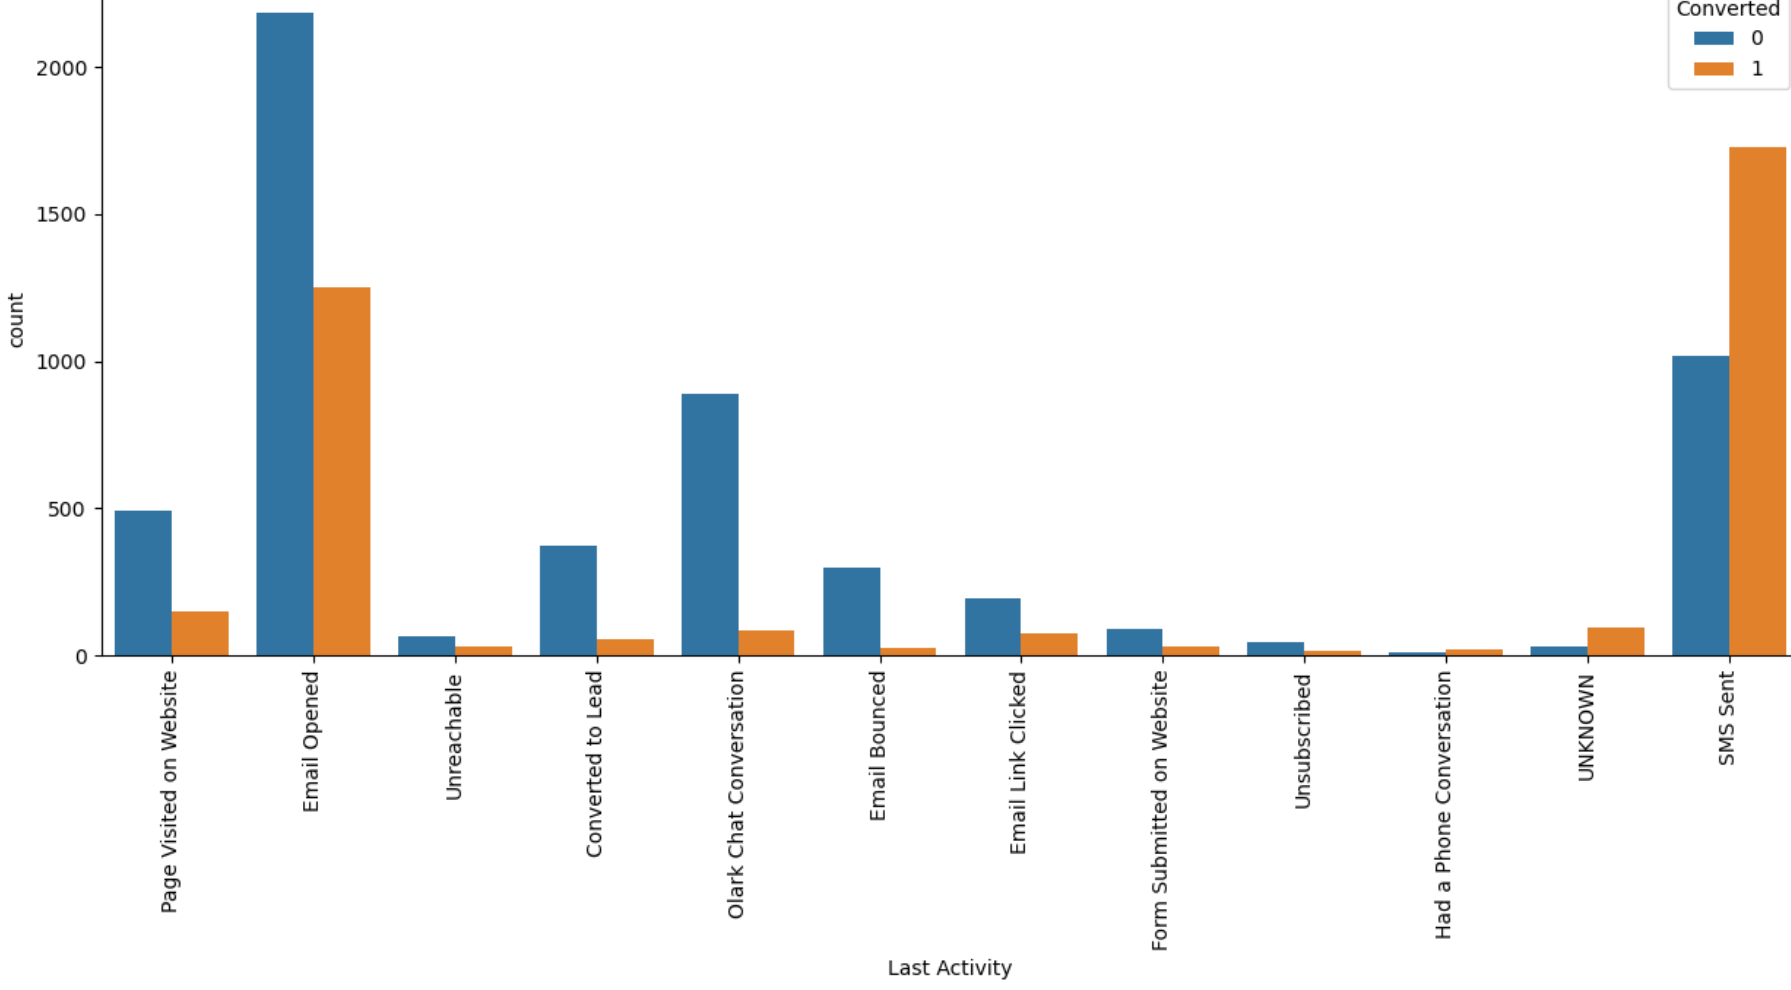 Converted
0
1
2000
1500
1000
500
0
count
Page Visited on Website
Email Opened
Unreachable
Converted to Lead
Olark Chat Conversation
Email Bounced
Email Link Clicked
Form Submitted on Website
Unsubscribed
Had a Phone Conversation
UNKNOWN
SMS Sent
Last Activity